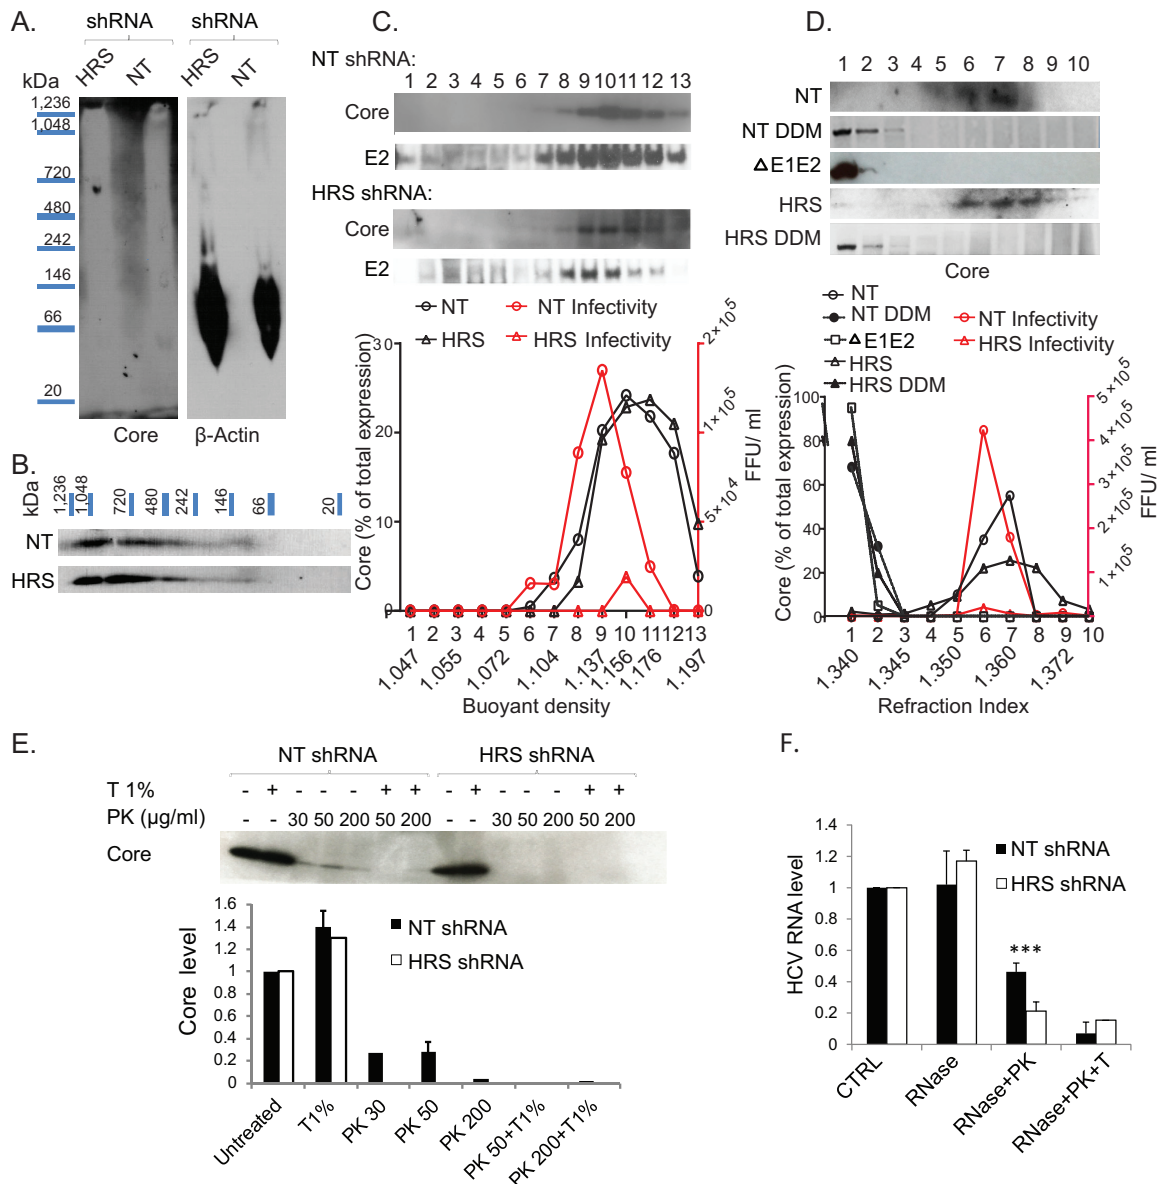 A.
shRNA
shRNA
HRS
NT
HRS
NT
kDa
1,236
1,048
720
480
242
146
66
20
Core
β-Actin
B.
kDa
1,236
1,048
720
480
242
146
66
20
NT
HRS
C.
NT shRNA:
1 2 3 4 5 6 7 8 9 10 11 12 13
Core
E2
HRS shRNA:
Core
E2
NT
NT Infectivity
HRS
HRS Infectivity
Core (% of total expression)
30
20
10
0
2×10⁵
1×10⁵
5×10⁴
0
FFU/ ml
1 2 3 4 5 6 7 8 9 10 11 12 13
1.047 1.055 1.072 1.104 1.137 1.156 1.176 1.197
Buoyant density
D.
1 2 3 4 5 6 7 8 9 10
NT
NT DDM
△E1E2
HRS
HRS DDM
Core
NT
NT DDM
△E1E2
HRS
HRS DDM
NT Infectivity
HRS Infectivity
Core (% of total expression)
100
80
60
40
20
0
5×10⁵
4×10⁵
3×10⁵
2×10⁵
1×10⁵
FFU/ ml
1 2 3 4 5 6 7 8 9 10
1.340 1.345 1.350 1.360 1.372
Refraction Index
E.
NT shRNA
HRS shRNA
T 1% - + - - - + + - + - - - + +
PK (µg/ml) - - 30 50 200 50 200 - - 30 50 200 50 200
Core
Core level
1.6
1.4
1.2
1
0.8
0.6
0.4
0.2
0
NT shRNA
HRS shRNA
Untreated
T1%
PK 30
PK 50
PK 200
PK 50+T1%
PK 200+T1%
F.
HCV RNA level
1.4
1.2
1
0.8
0.6
0.4
0.2
0
NT shRNA
HRS shRNA
***
CTRL
RNase
RNase+PK
RNase+PK+T